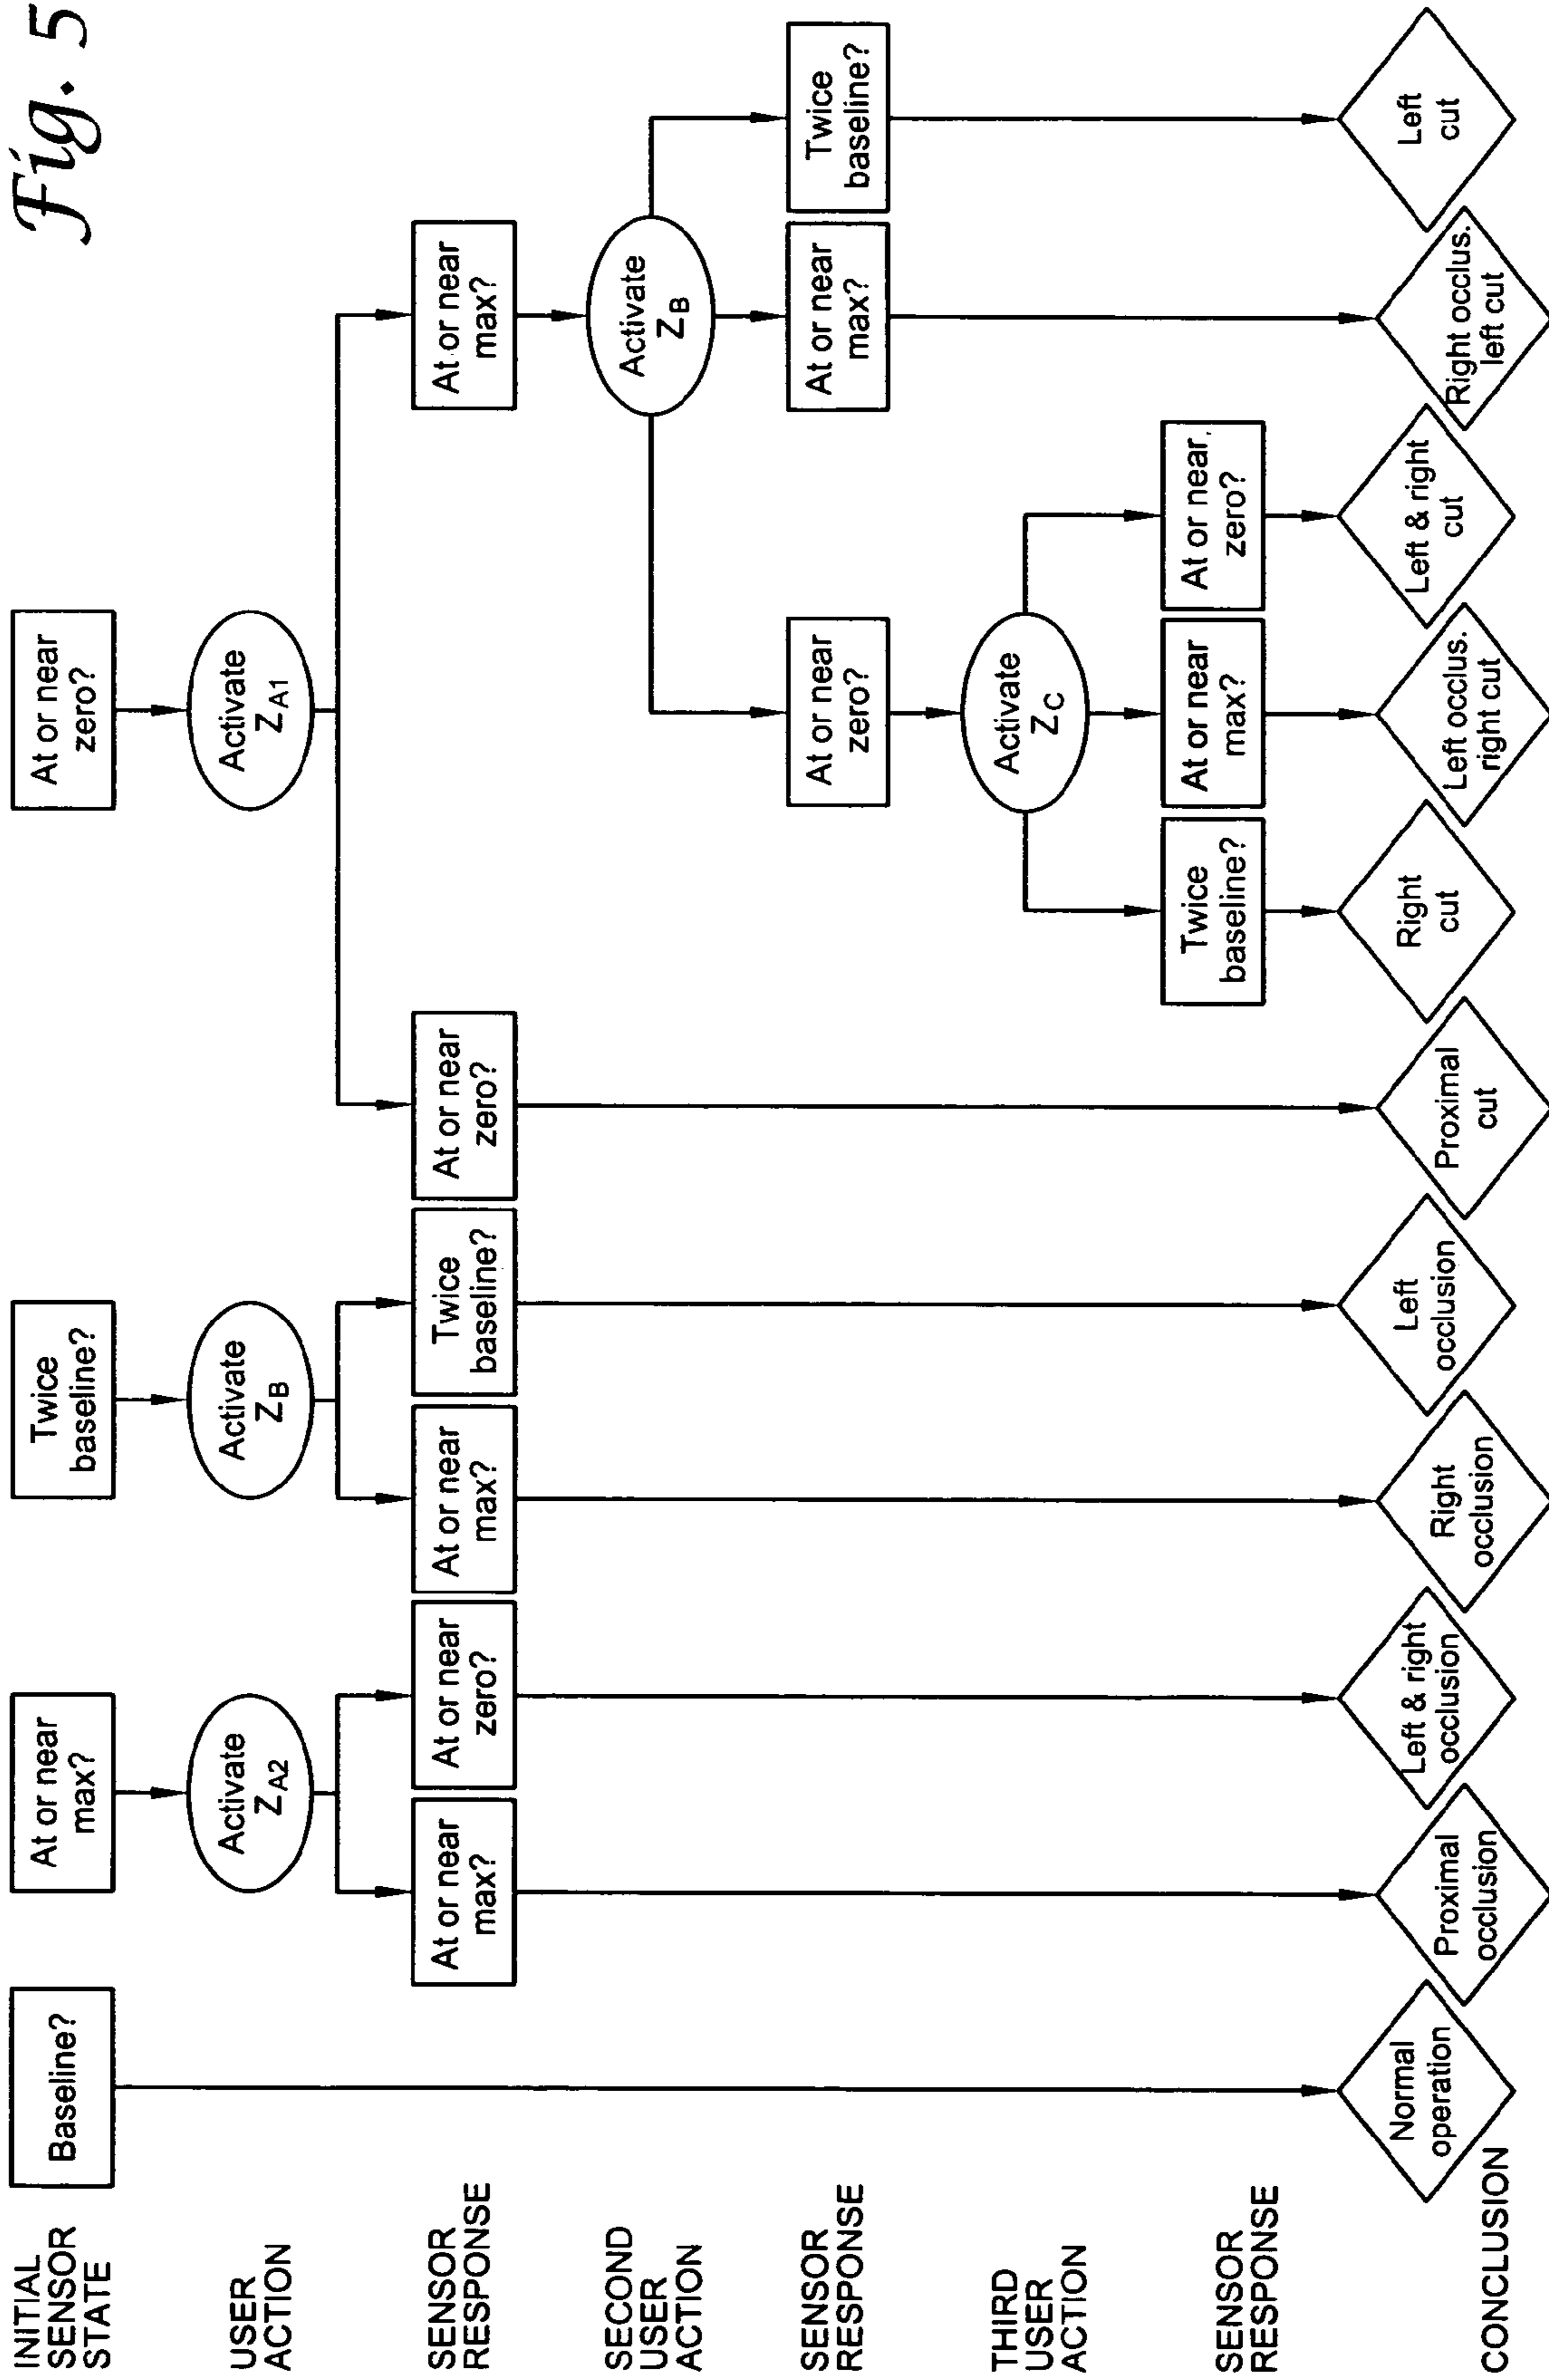 Fig. 5
INITIAL
SENSOR
STATE
Baseline?
At or near
max?
Twice
baseline?
At or near
zero?
USER
ACTION
Activate
ZA2
Activate
ZB
Activate
ZA1
SENSOR
RESPONSE
At or near
max?
At or near
zero?
At or near
max?
Twice
baseline?
At or near
zero?
At or near
max?
SECOND
USER
ACTION
Activate
ZB
SENSOR
RESPONSE
At or near
zero?
At or near
max?
Twice
baseline?
THIRD
USER
ACTION
Activate
ZC
SENSOR
RESPONSE
Twice
baseline?
At or near
max?
At or near
zero?
CONCLUSION
Normal
operation
Proximal
occlusion
Left & right
occlusion
Right
occlusion
Left
occlusion
Proximal
cut
Right
cut
Left occlus.
right cut
Left & right
cut
Right occlus.
left cut
Left
cut